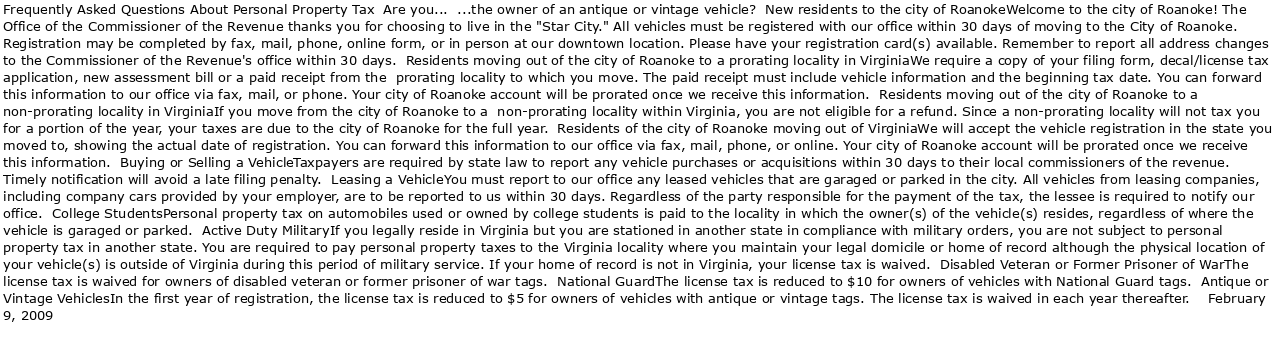 Frequently Asked Questions About Personal Property Tax  Are you...  ...the owner of an antique or vintage vehicle?  New residents to the city of RoanokeWelcome to the city of Roanoke! The
Office of the Commissioner of the Revenue thanks you for choosing to live in the "Star City." All vehicles must be registered with our office within 30 days of moving to the City of Roanoke.
Registration may be completed by fax, mail, phone, online form, or in person at our downtown location. Please have your registration card(s) available. Remember to report all address changes
to the Commissioner of the Revenue's office within 30 days.  Residents moving out of the city of Roanoke to a prorating locality in VirginiaWe require a copy of your filing form, decal/license tax
application, new assessment bill or a paid receipt from the  prorating locality to which you move. The paid receipt must include vehicle information and the beginning tax date. You can forward
this information to our office via fax, mail, or phone. Your city of Roanoke account will be prorated once we receive this information.  Residents moving out of the city of Roanoke to a
non-prorating locality in VirginiaIf you move from the city of Roanoke to a  non-prorating locality within Virginia, you are not eligible for a refund. Since a non-prorating locality will not tax you
for a portion of the year, your taxes are due to the city of Roanoke for the full year.  Residents of the city of Roanoke moving out of VirginiaWe will accept the vehicle registration in the state you
moved to, showing the actual date of registration. You can forward this information to our office via fax, mail, phone, or online. Your city of Roanoke account will be prorated once we receive
this information.  Buying or Selling a VehicleTaxpayers are required by state law to report any vehicle purchases or acquisitions within 30 days to their local commissioners of the revenue.
Timely notification will avoid a late filing penalty.  Leasing a VehicleYou must report to our office any leased vehicles that are garaged or parked in the city. All vehicles from leasing companies,
including company cars provided by your employer, are to be reported to us within 30 days. Regardless of the party responsible for the payment of the tax, the lessee is required to notify our
office.  College StudentsPersonal property tax on automobiles used or owned by college students is paid to the locality in which the owner(s) of the vehicle(s) resides, regardless of where the
vehicle is garaged or parked.  Active Duty MilitaryIf you legally reside in Virginia but you are stationed in another state in compliance with military orders, you are not subject to personal
property tax in another state. You are required to pay personal property taxes to the Virginia locality where you maintain your legal domicile or home of record although the physical location of
your vehicle(s) is outside of Virginia during this period of military service. If your home of record is not in Virginia, your license tax is waived.  Disabled Veteran or Former Prisoner of WarThe
license tax is waived for owners of disabled veteran or former prisoner of war tags.  National GuardThe license tax is reduced to $10 for owners of vehicles with National Guard tags.  Antique or
Vintage VehiclesIn the first year of registration, the license tax is reduced to $5 for owners of vehicles with antique or vintage tags. The license tax is waived in each year thereafter.    February
9, 2009